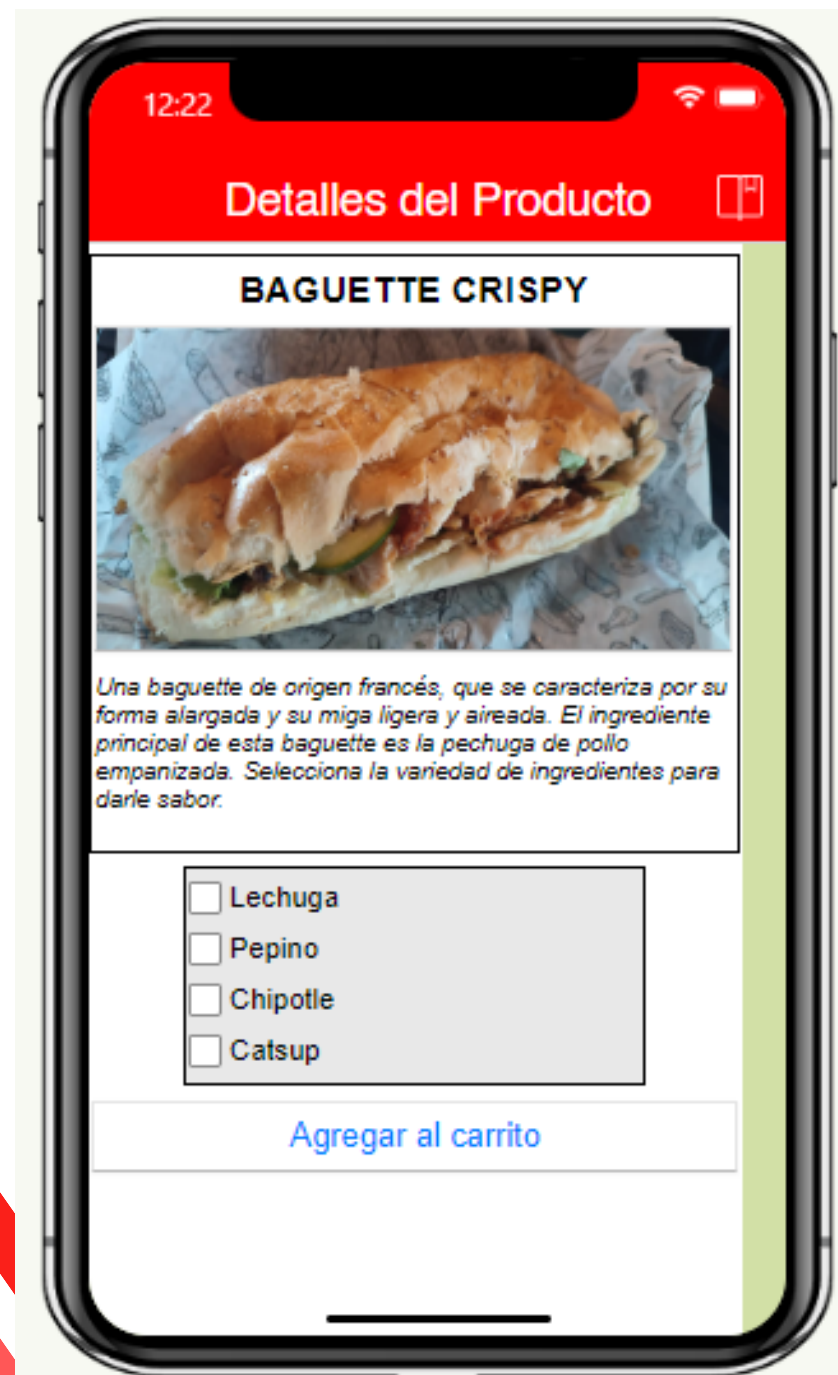 12:22
Detalles del Producto
BAGUETTE CRISPY
Una baguette de origen francés, que se caracteriza por su
forma alargada y su miga ligera y aireada. El ingrediente
principal de esta baguette es la pechuga de pollo
empanizada. Selecciona la variedad de ingredientes para
darle sabor.
Lechuga
Pepino
Chipotle
Catsup
Agregar al carrito